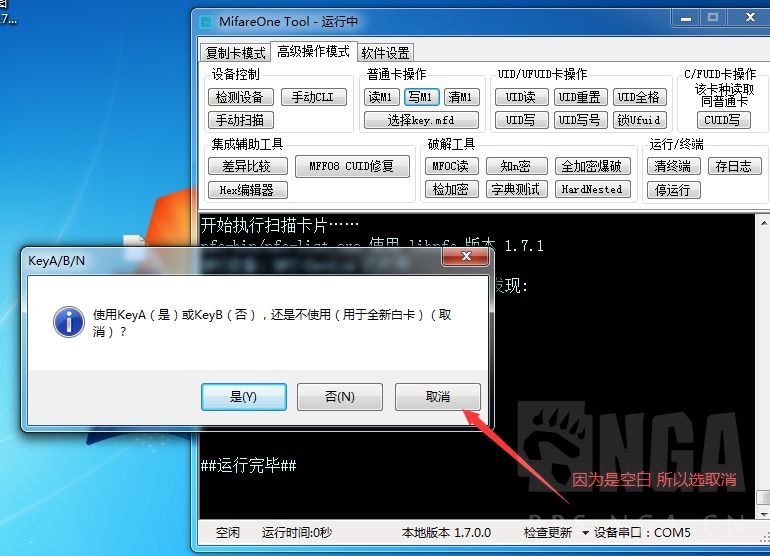 7...
MifareOne Tool - 运行中
复制卡模式 高级操作模式 软件设置
设备控制 普通卡操作 UID/UFUID卡操作 C/FUID卡操作
检测设备 手动CLI 读M1 写M1 清M1 UID读 UID重置 UID全格 该卡种读取
同普通卡
手动扫描 选择key.mfd UID写 UID写号 锁Ufuid CUID写
集成辅助工具 破解工具 运行/终端
差异比较 MFF08 CUID修复 MFOC读 知n密 全加密爆破 清终端 存日志
Hex编辑器 检加密 字典测试 HardNested 停运行
开始执行扫描卡片……
nfc-bin/nfc-list.exe 使用 libnfc 版本 1.7.1
发现:
KeyA/B/N
使用KeyA（是）或KeyB（否），还是不使用（用于全新白卡）（取
消）？
是(Y) 否(N) 取消
##运行完毕##
因为是空白 所以选取消
NGA
BBS.NGA.CN
空闲 运行时间:0秒 本地版本 1.7.0.0 检查更新 设备串口：COM5